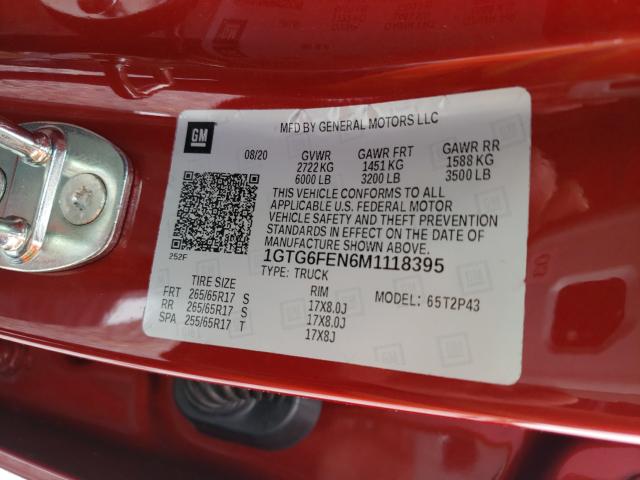 GM
MFD BY GENERAL MOTORS LLC
08/20 GVWR GAWR FRT GAWR RR
2722 KG 1451 KG 1588 KG
6000 LB 3200 LB 3500 LB
THIS VEHICLE CONFORMS TO ALL
APPLICABLE U.S. FEDERAL MOTOR
VEHICLE SAFETY AND THEFT PREVENTION
STANDARDS IN EFFECT ON THE DATE OF
MANUFACTURE SHOWN ABOVE.
252F
1GTG6FEN6M1118395
TYPE: TRUCK
TIRE SIZE RIM MODEL: 65T2P43
FRT 265/65R17 S 17X8.0J
RR 265/65R17 S 17X8.0J
SPA 255/65R17 T 17X8J